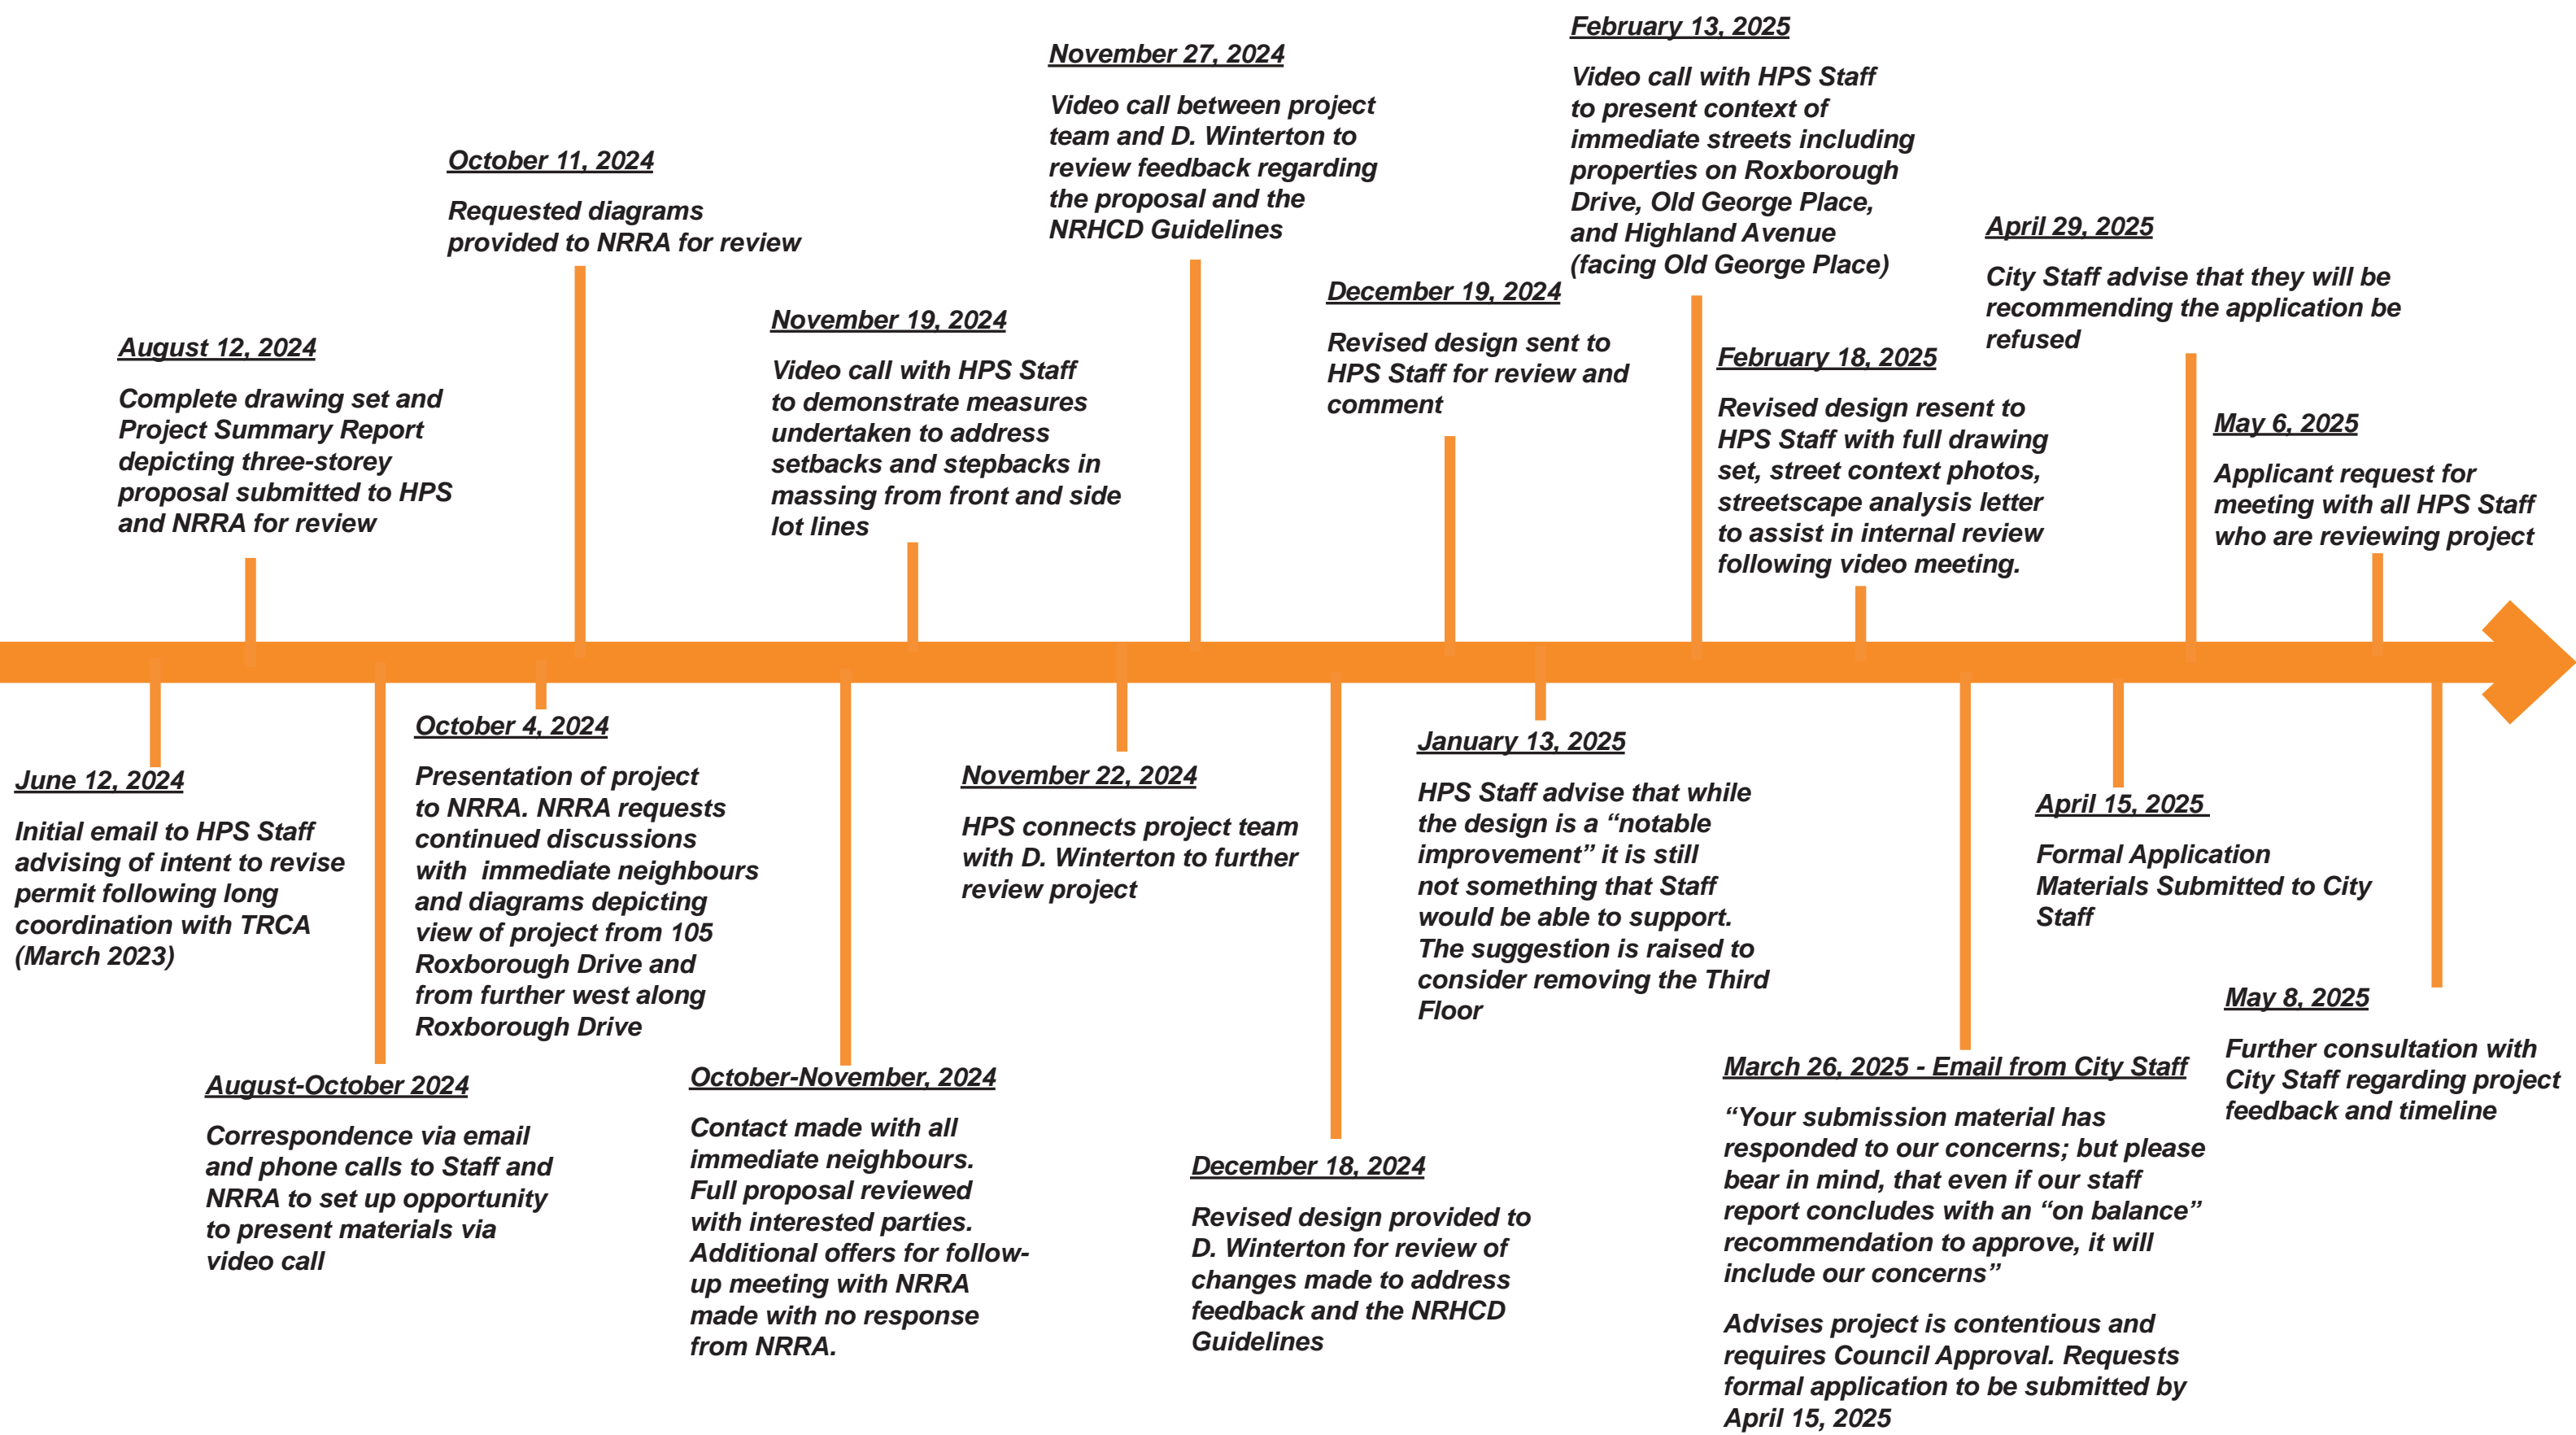 June 12, 2024
Initial email to HPS Staff
advising of intent to revise
permit following long
coordination with TRCA
(March 2023)
August 12, 2024
Complete drawing set and
Project Summary Report
depicting three-storey
proposal submitted to HPS
and NRRA for review
August-October 2024
Correspondence via email
and phone calls to Staff and
NRRA to set up opportunity
to present materials via
video call
October 4, 2024
Presentation of project
to NRRA. NRRA requests
continued discussions
with  immediate neighbours
and diagrams depicting
view of project from 105
Roxborough Drive and
from further west along
Roxborough Drive
October 11, 2024
Requested diagrams
provided to NRRA for review
October-November, 2024
Contact made with all
immediate neighbours.
Full proposal reviewed
with interested parties.
Additional offers for follow-
up meeting with NRRA
made with no response
from NRRA.
November 19, 2024
Video call with HPS Staff
to demonstrate measures
undertaken to address
setbacks and stepbacks in
massing from front and side
lot lines
November 22, 2024
HPS connects project team
with D. Winterton to further
review project
November 27, 2024
Video call between project
team and D. Winterton to
review feedback regarding
the proposal and the
NRHCD Guidelines
December 18, 2024
Revised design provided to
D. Winterton for review of
changes made to address
feedback and the NRHCD
Guidelines
December 19, 2024
Revised design sent to
HPS Staff for review and
comment
January 13, 2025
HPS Staff advise that while
the design is a “notable
improvement” it is still
not something that Staff
would be able to support.
The suggestion is raised to
consider removing the Third
Floor
February 13, 2025
Video call with HPS Staff
to present context of
immediate streets including
properties on Roxborough
Drive, Old George Place,
and Highland Avenue
(facing Old George Place)
February 18, 2025
Revised design resent to
HPS Staff with full drawing
set, street context photos,
streetscape analysis letter
to assist in internal review
following video meeting.
March 26, 2025 - Email from City Staff
“Your submission material has
responded to our concerns; but please
bear in mind, that even if our staff
report concludes with an “on balance”
recommendation to approve, it will
include our concerns”
Advises project is contentious and
requires Council Approval. Requests
formal application to be submitted by
April 15, 2025
April 15, 2025
Formal Application
Materials Submitted to City
Staff
April 29, 2025
City Staff advise that they will be
recommending the application be
refused
May 6, 2025
Applicant request for
meeting with all HPS Staff
who are reviewing project
May 8, 2025
Further consultation with
City Staff regarding project
feedback and timeline